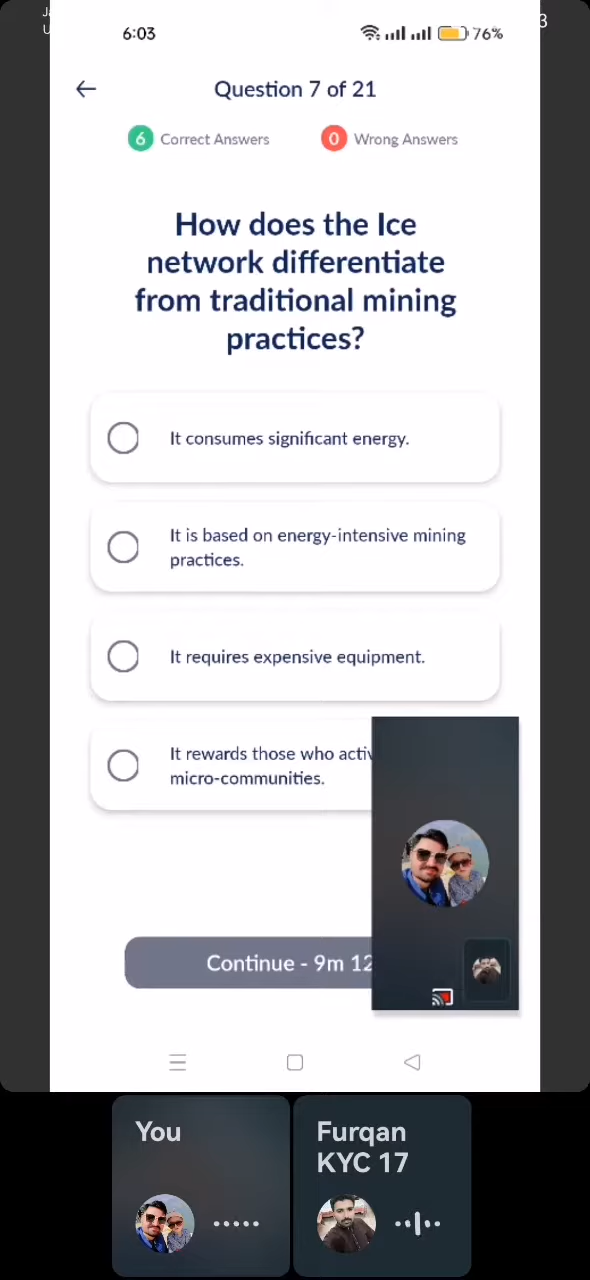 6:03
76%
Question 7 of 21
6 Correct Answers
0 Wrong Answers
How does the Ice
network differentiate
from traditional mining
practices?
It consumes significant energy.
It is based on energy-intensive mining
practices.
It requires expensive equipment.
It rewards those who
micro-communities.
Continue - 9m 12
You
Furqan
KYC 17